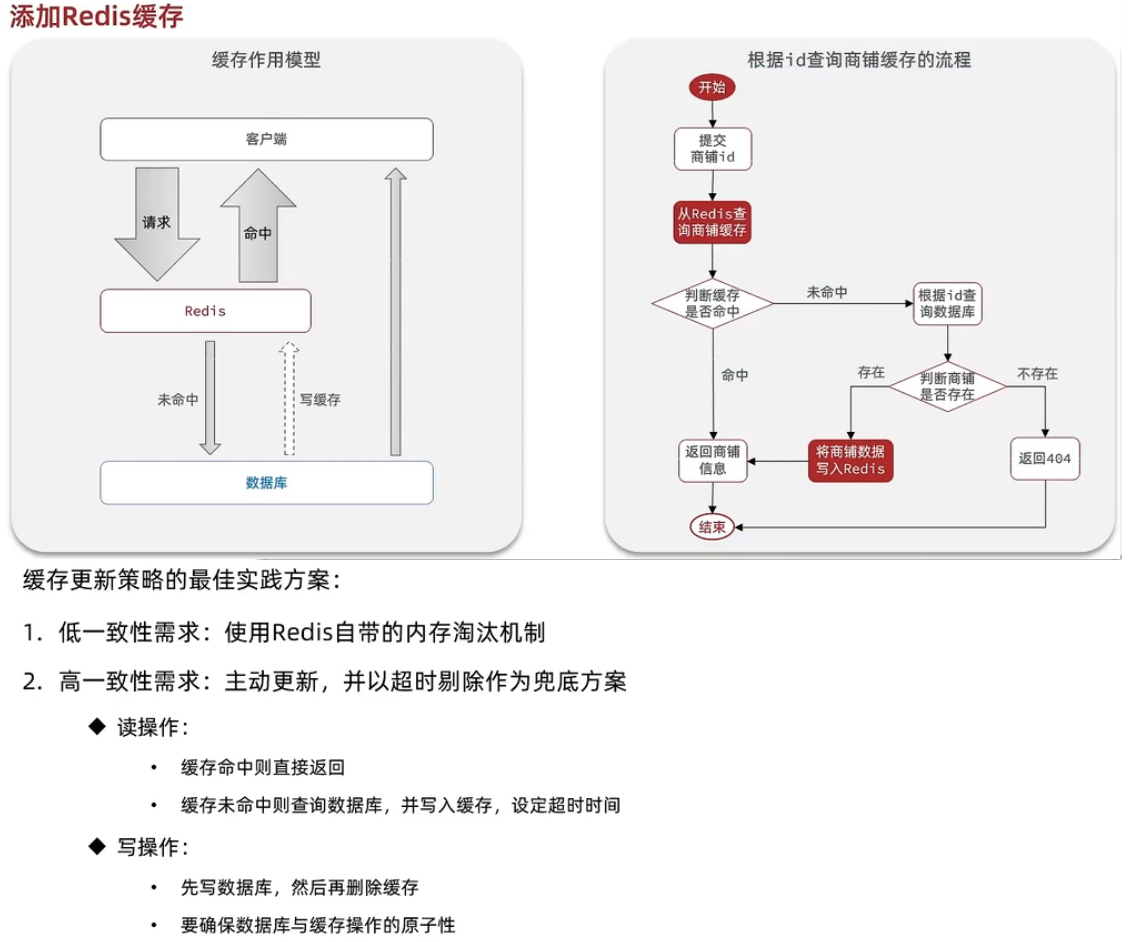 添加Redis缓存
缓存作用模型
客户端
请求
命中
Redis
未命中
写缓存
数据库
根据id查询商铺缓存的流程
开始
提交
商铺id
从Redis查
询商铺缓存
判断缓存
是否命中
未命中
根据id查
询数据库
命中
存在
判断商铺
是否存在
不存在
返回商铺
信息
将商铺数据
写入Redis
返回404
结束
缓存更新策略的最佳实践方案：
1. 低一致性需求：使用Redis自带的内存淘汰机制
2. 高一致性需求：主动更新，并以超时剔除作为兜底方案
◆ 读操作：
• 缓存命中则直接返回
• 缓存未命中则查询数据库，并写入缓存，设定超时时间
◆ 写操作：
• 先写数据库，然后再删除缓存
• 要确保数据库与缓存操作的原子性